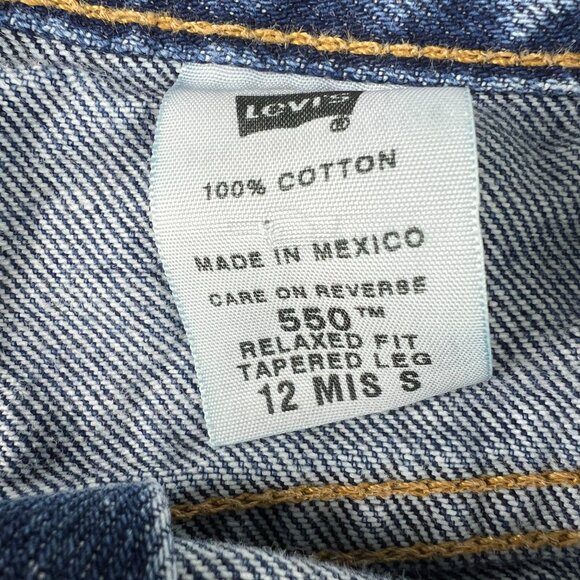 Levi's
®
100% COTTON
MADE IN MEXICO
CARE ON REVERSE
550™
RELAXED FIT
TAPERED LEG
12 MIS S